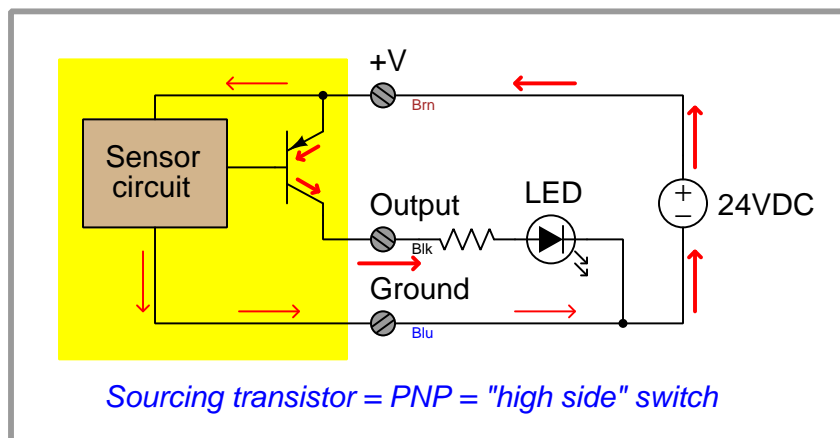 +V
Brn
Sensor
circuit
Output
LED
+
−
24VDC
Blk
Ground
Blu
Sourcing transistor = PNP = "high side" switch